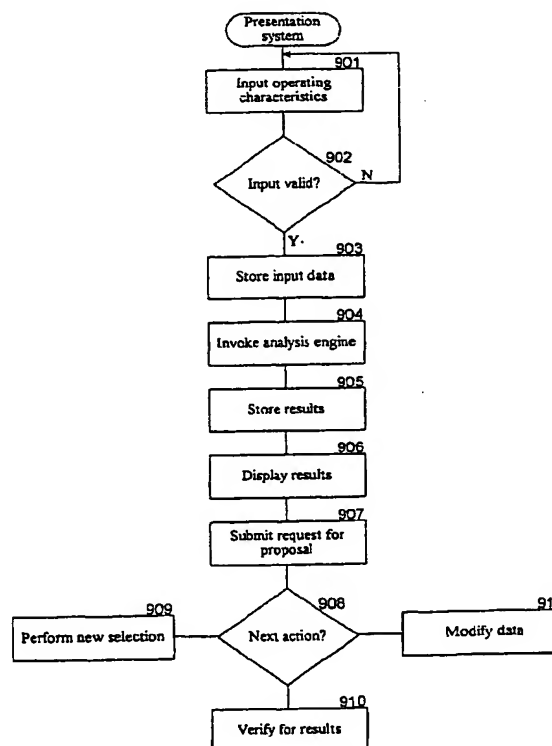 Presentation
system
901
Input operating
characteristics
902
Input valid?
N
Y.
903
Store input data
904
Invoke analysis engine
905
Store results
906
Display results
907
Submit request for
proposal
908
Next action?
909
Perform new selection
91
Modify data
910
Verify for results